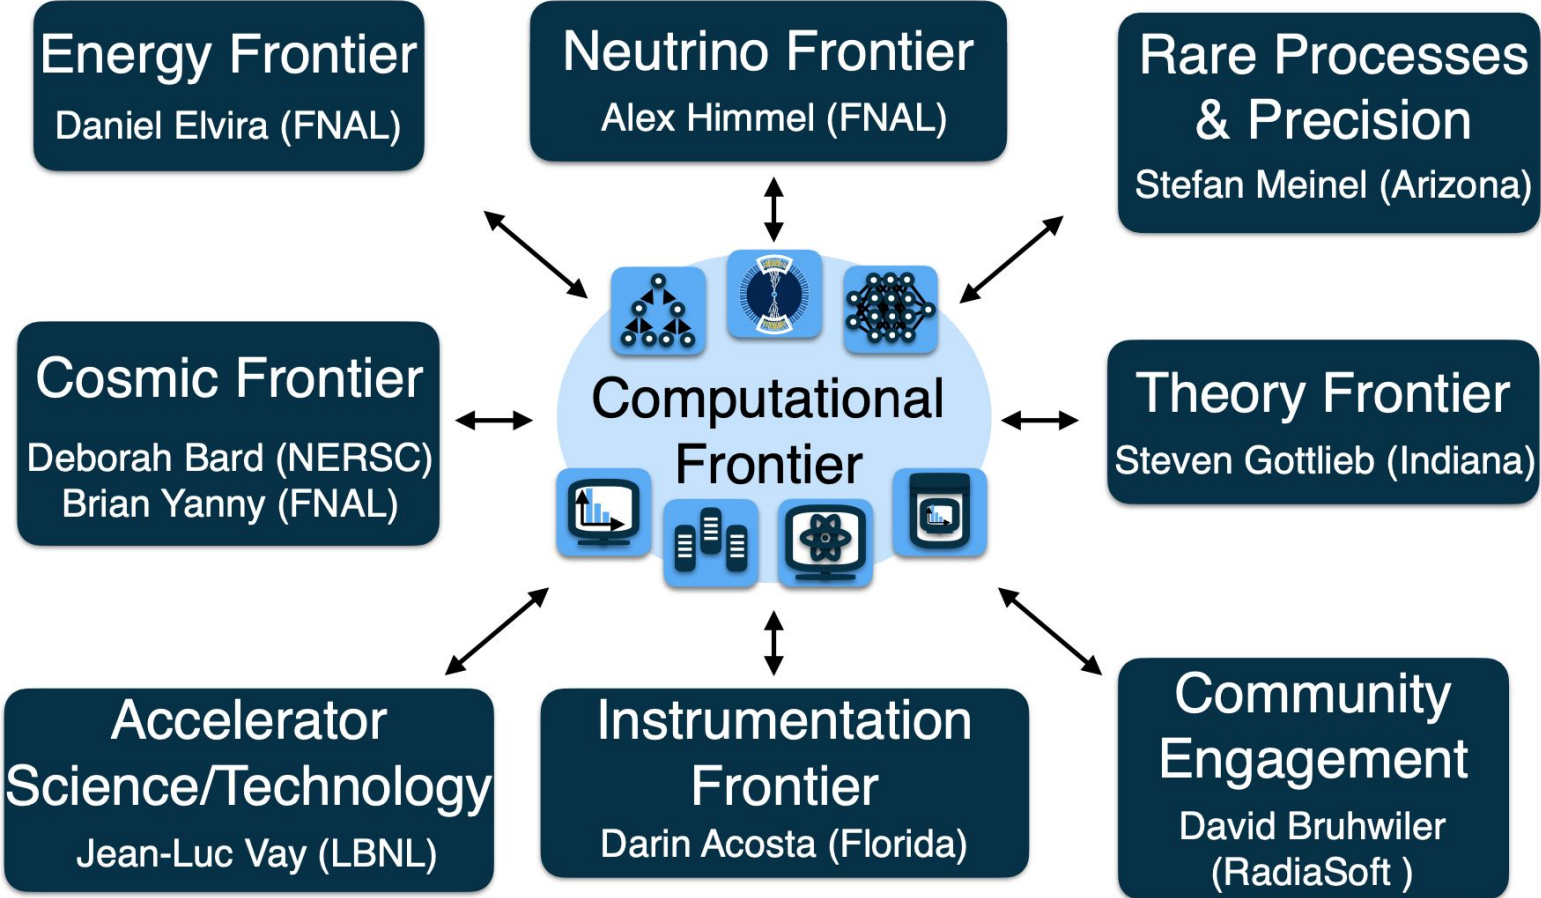 Energy Frontier
Daniel Elvira (FNAL)
Neutrino Frontier
Alex Himmel (FNAL)
Rare Processes
& Precision
Stefan Meinel (Arizona)
Cosmic Frontier
Deborah Bard (NERSC)
Brian Yanny (FNAL)
Computational
Frontier
Theory Frontier
Steven Gottlieb (Indiana)
Accelerator
Science/Technology
Jean-Luc Vay (LBNL)
Instrumentation
Frontier
Darin Acosta (Florida)
Community
Engagement
David Bruhwiler
(RadiaSoft )